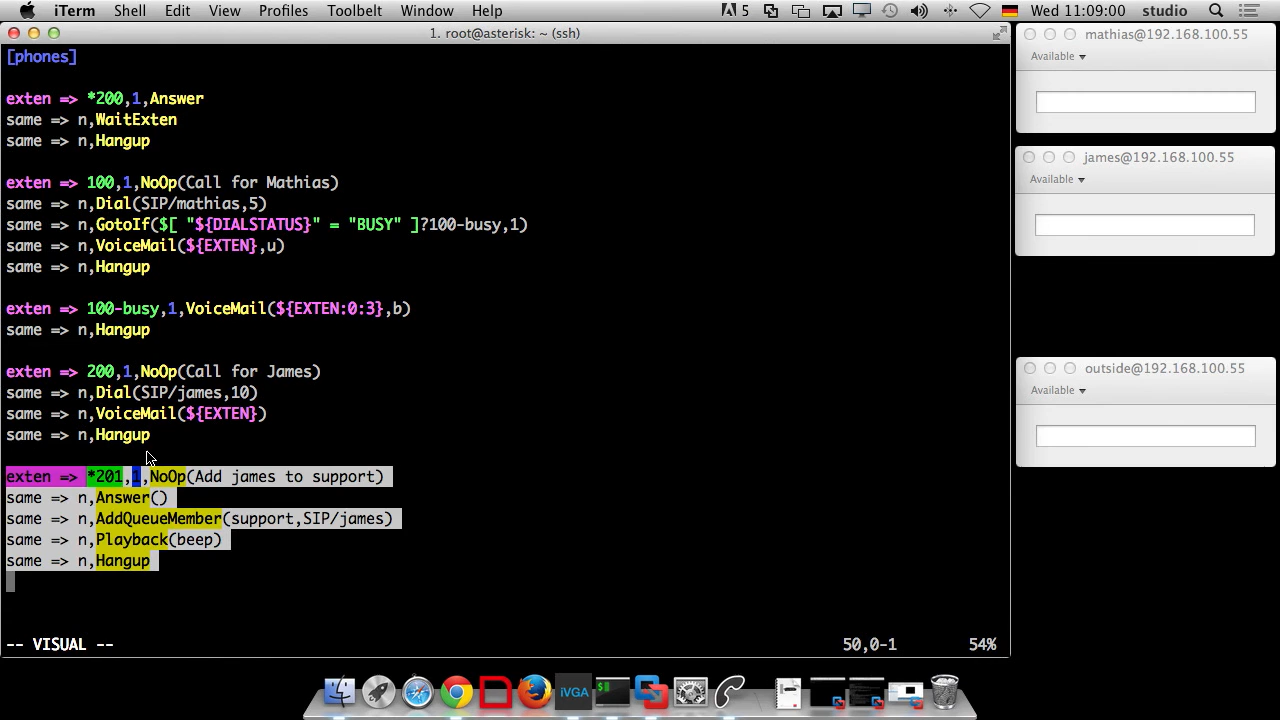 iTerm Shell Edit View Profiles Toolbelt Window Help 5 Wed 11:09:00 studio
1. root@asterisk: ~ (ssh)
[phones]
exten => *200,1,Answer
same => n,WaitExten
same => n,Hangup
exten => 100,1,NoOp(Call for Mathias)
same => n,Dial(SIP/mathias,5)
same => n,GotoIf($[ "${DIALSTATUS}" = "BUSY" ]?100-busy,1)
same => n,VoiceMail(${EXTEN},u)
same => n,Hangup
exten => 100-busy,1,VoiceMail(${EXTEN:0:3},b)
same => n,Hangup
exten => 200,1,NoOp(Call for James)
same => n,Dial(SIP/james,10)
same => n,VoiceMail(${EXTEN})
same => n,Hangup
exten => *201,1,NoOp(Add james to support)
same => n,Answer()
same => n,AddQueueMember(support,SIP/james)
same => n,Playback(beep)
same => n,Hangup
-- VISUAL -- 50,0-1 54%
mathias@192.168.100.55
Available
james@192.168.100.55
Available
outside@192.168.100.55
Available
iVGA